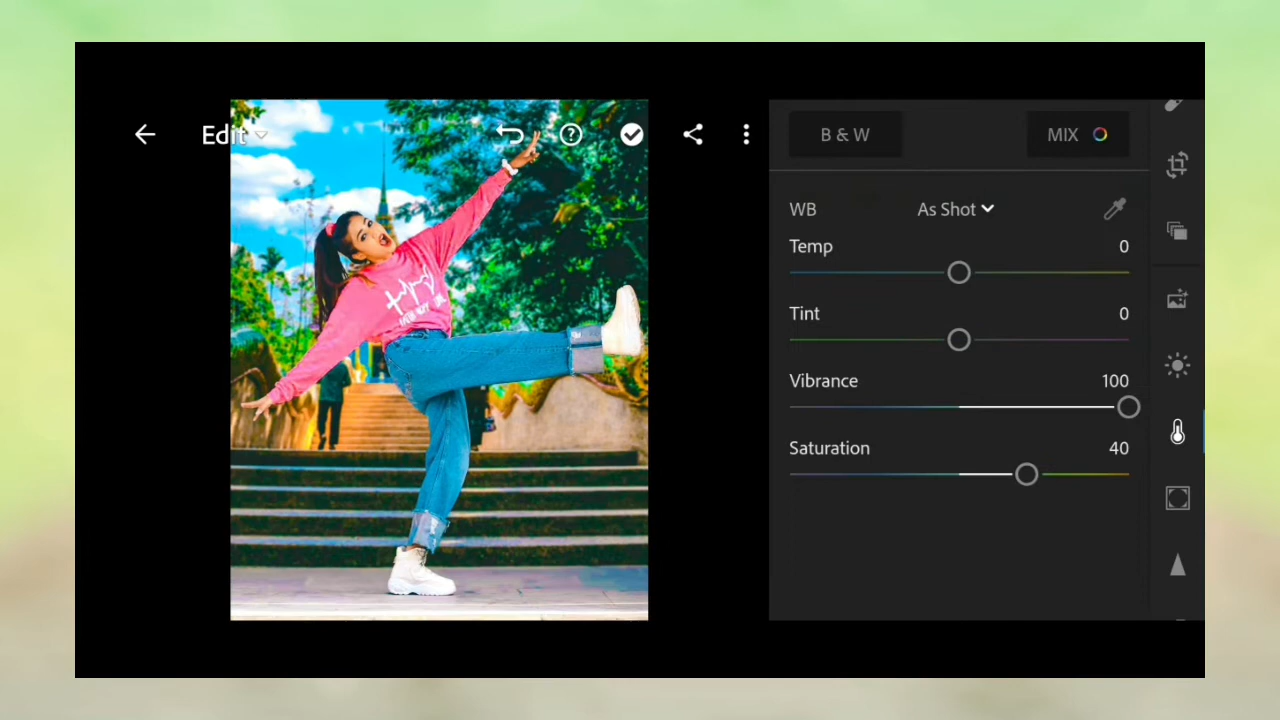 Edit
B & W
MIX
WB
As Shot
Temp
0
Tint
0
Vibrance
100
Saturation
40